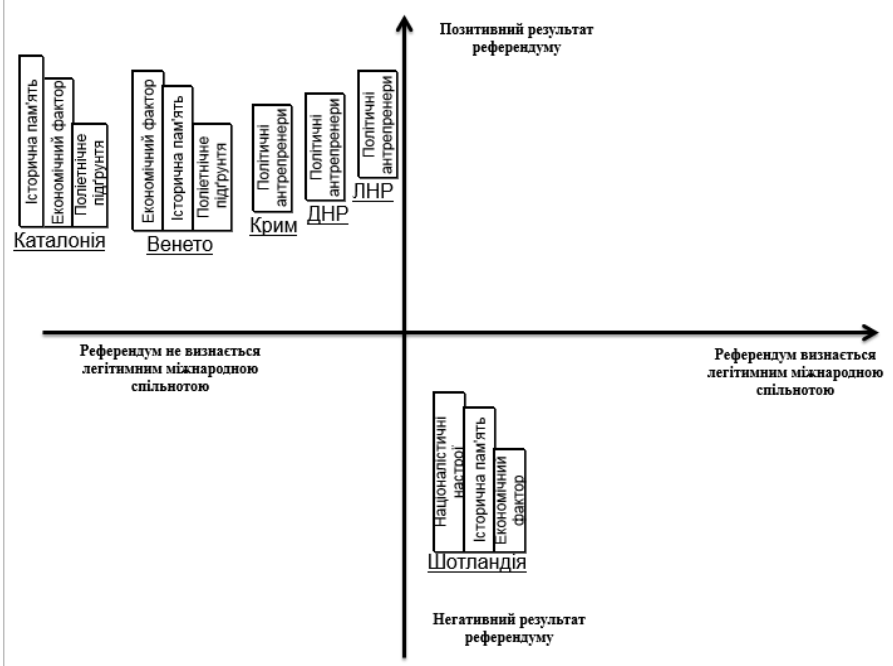 Позитивний результат
референдуму
Історична пам'ять
Економічний фактор
Поліетнічне
підґрунтя
Каталонія
Економічний фактор
Історична пам'ять
Поліетнічне
підґрунтя
Венето
Політичні
антрепренери
Крим
Політичні
антрепренери
ДНР
Політичні
антрепренери
ЛНР
Референдум не визнається
легітимним міжнародною
спільнотою
Референдум визнається
легітимним міжнародною
спільнотою
Націоналістичні
настрої
Історична пам'ять
Економічний
фактор
Шотландія
Негативний результат
референдуму